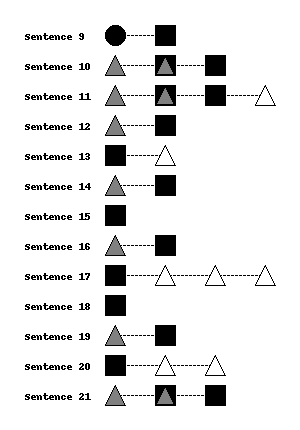 Sentence 9
Sentence 10
Sentence 11
Sentence 12
Sentence 13
Sentence 14
Sentence 15
Sentence 16
Sentence 17
Sentence 18
Sentence 19
Sentence 20
Sentence 21